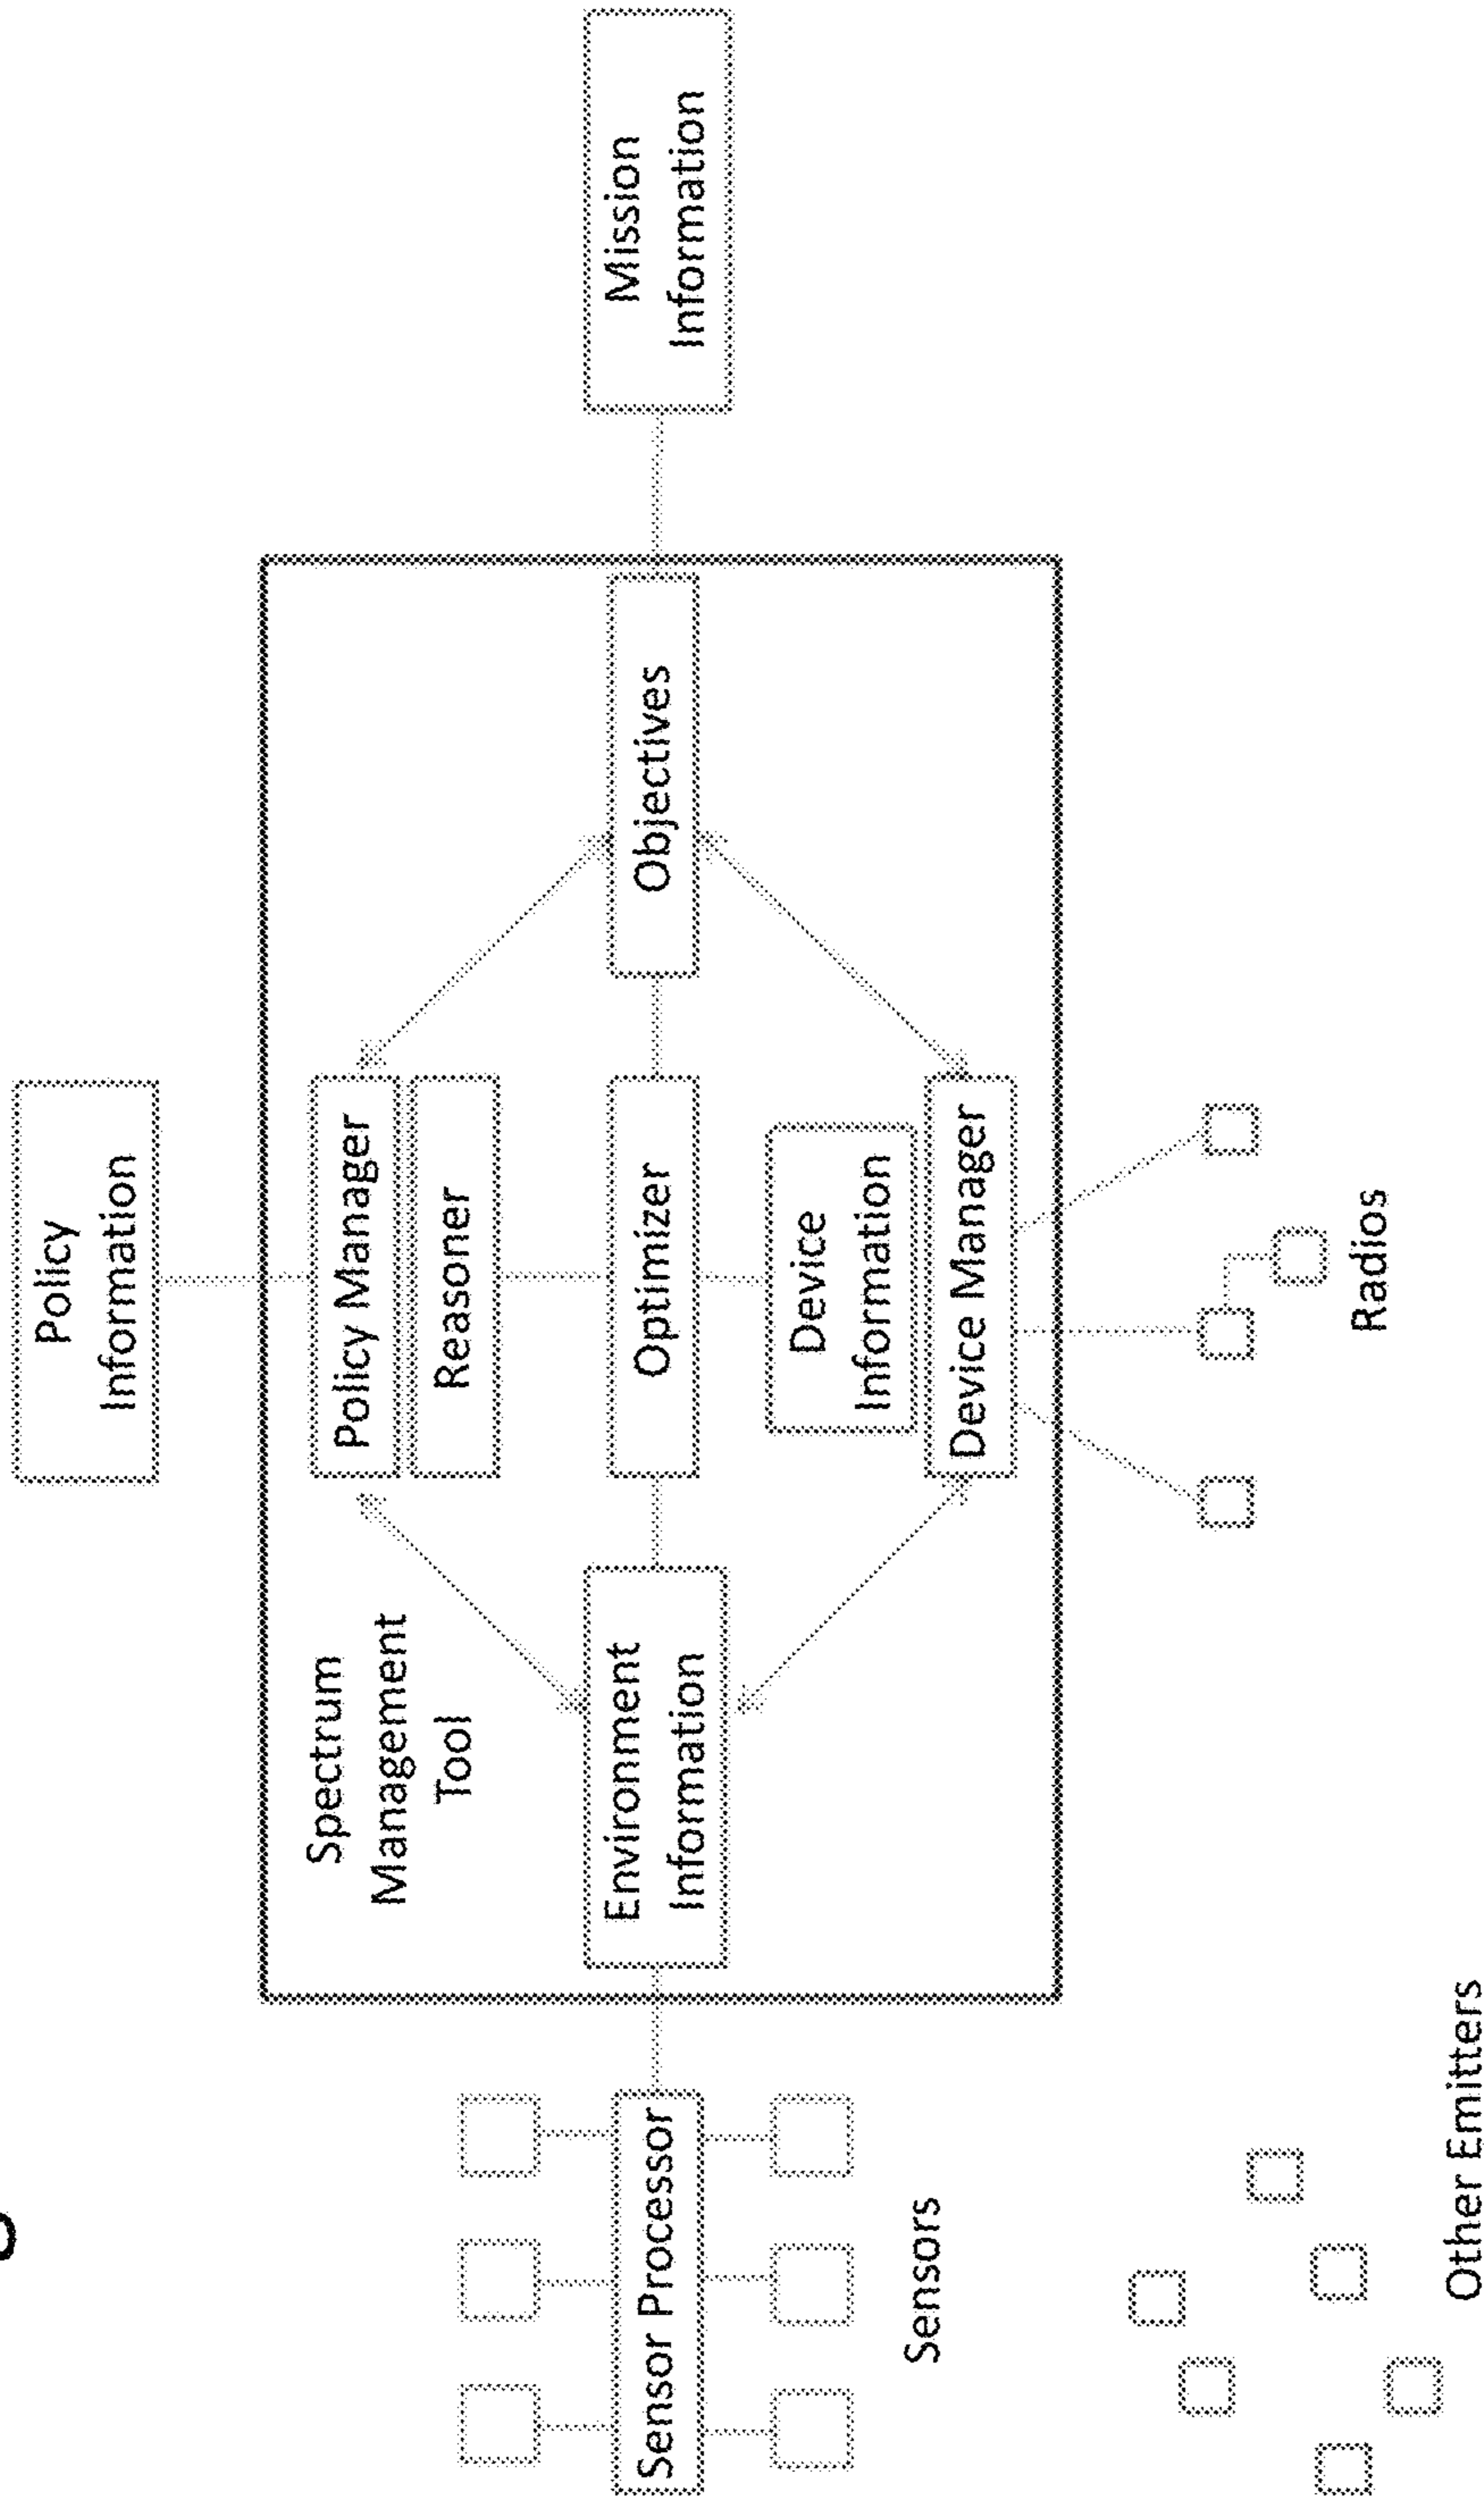 Policy
Information
Spectrum
Management
Tool
Policy Manager
Reasoner
Sensor Processor
Environment
Information
Optimizer
Objectives
Mission
Information
Device
Information
Device Manager
Sensors
Radios
Other Emitters